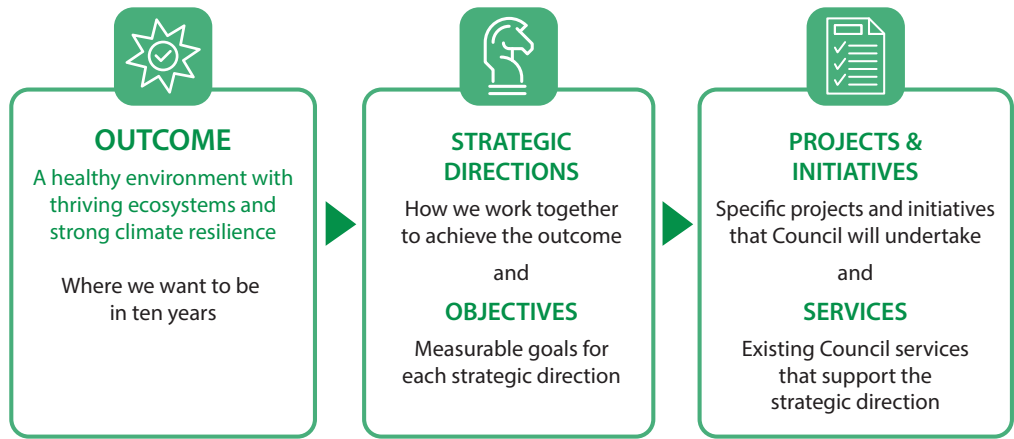 OUTCOME
A healthy environment with
thriving ecosystems and
strong climate resilience
Where we want to be
in ten years
STRATEGIC
DIRECTIONS
How we work together
to achieve the outcome
and
OBJECTIVES
Measurable goals for
each strategic direction
PROJECTS &
INITIATIVES
Specific projects and initiatives
that Council will undertake
and
SERVICES
Existing Council services
that support the
strategic direction